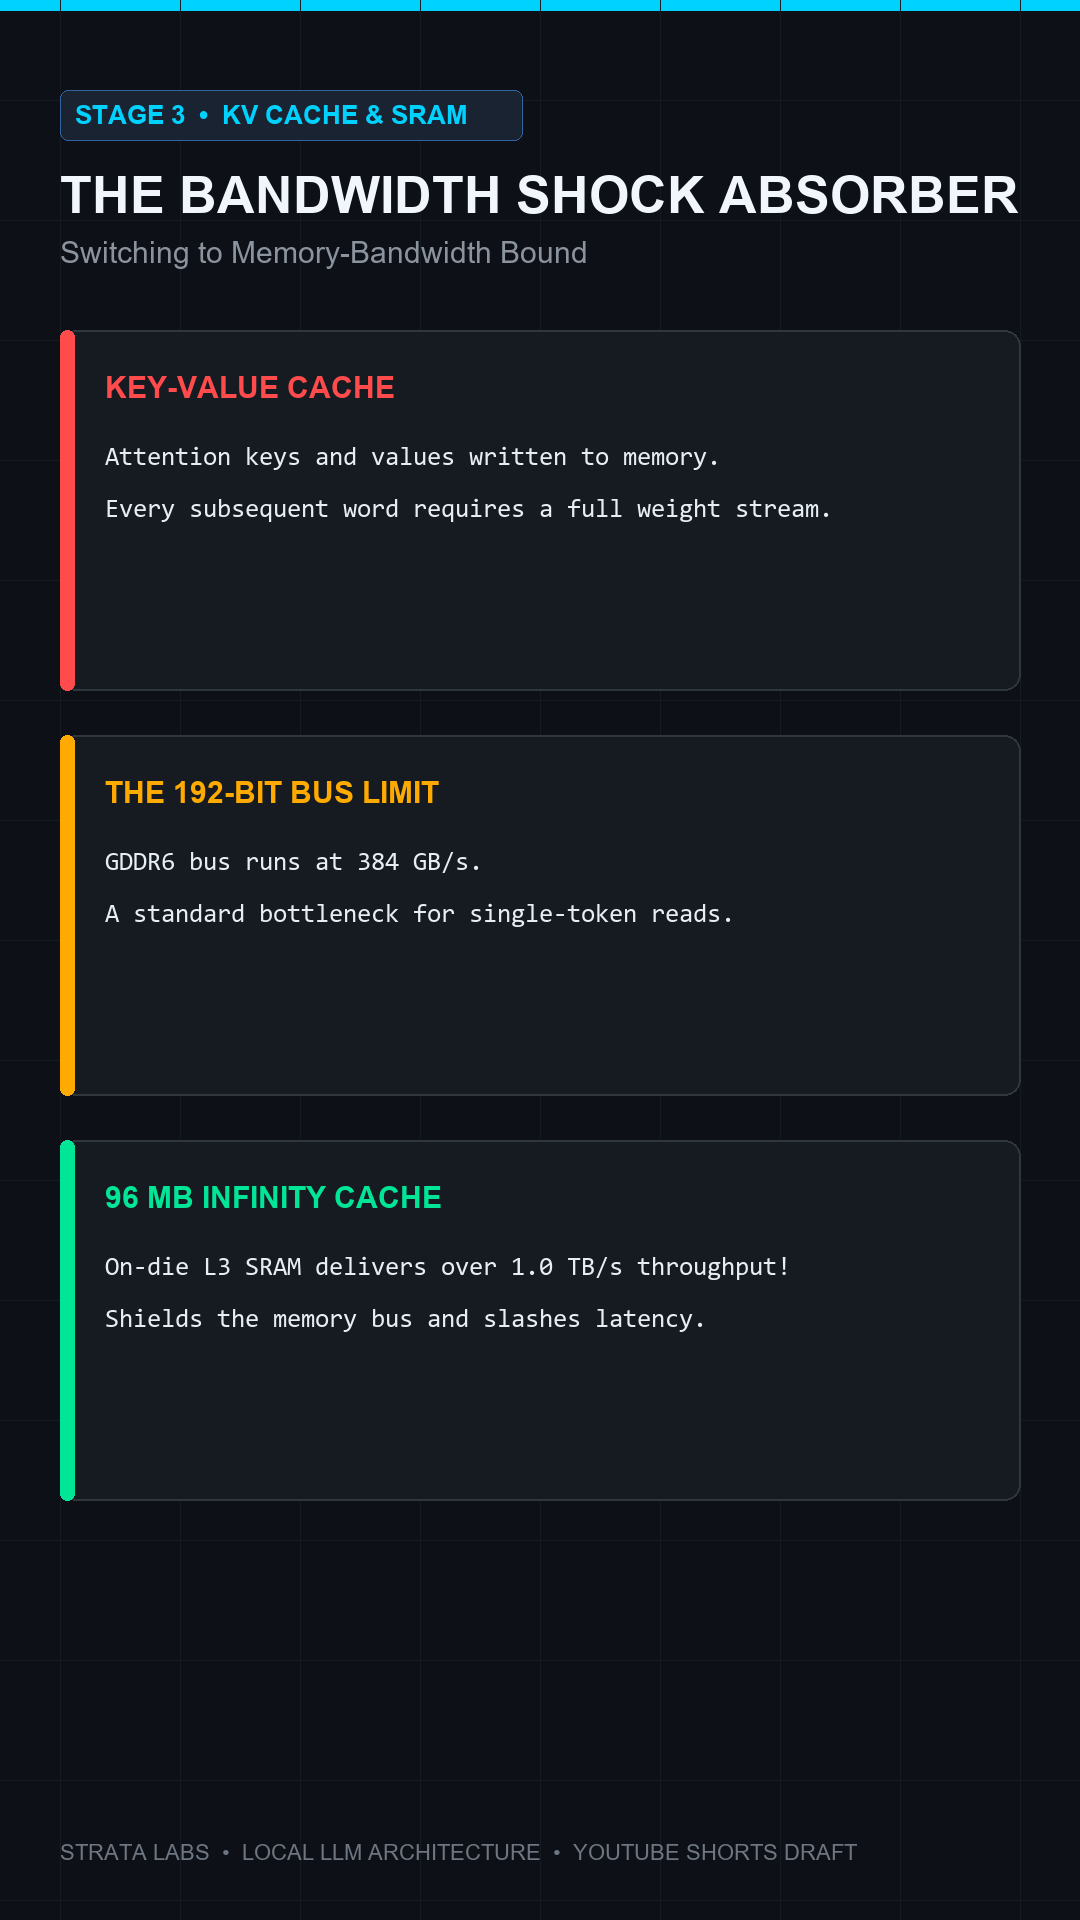 STAGE 3 • KV CACHE & SRAM
THE BANDWIDTH SHOCK ABSORBER
Switching to Memory-Bandwidth Bound
KEY-VALUE CACHE
Attention keys and values written to memory.
Every subsequent word requires a full weight stream.
THE 192-BIT BUS LIMIT
GDDR6 bus runs at 384 GB/s.
A standard bottleneck for single-token reads.
96 MB INFINITY CACHE
On-die L3 SRAM delivers over 1.0 TB/s throughput!
Shields the memory bus and slashes latency.
STRATA LABS • LOCAL LLM ARCHITECTURE • YOUTUBE SHORTS DRAFT